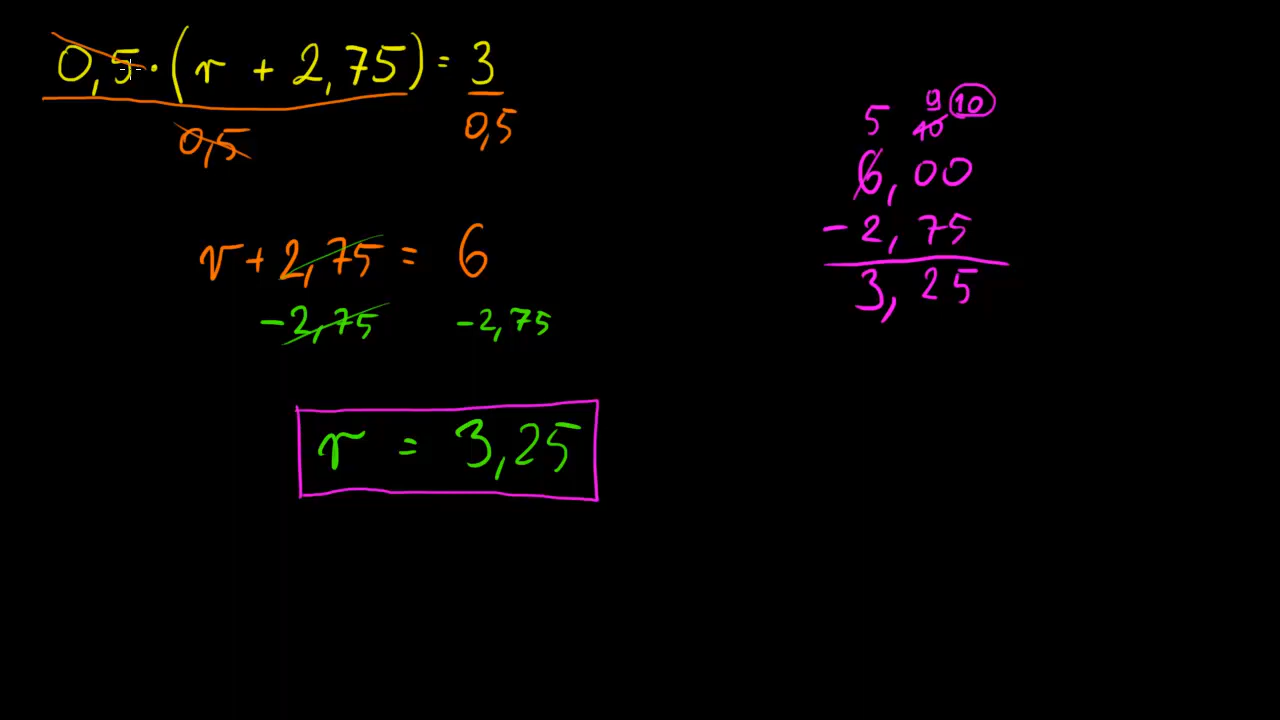 0,5 · (r + 2,75) = 3
0,5 0,5
r + 2,75 = 6
-2,75 -2,75
r = 3,25
5 9 10
10
6,00
- 2,75
3,25